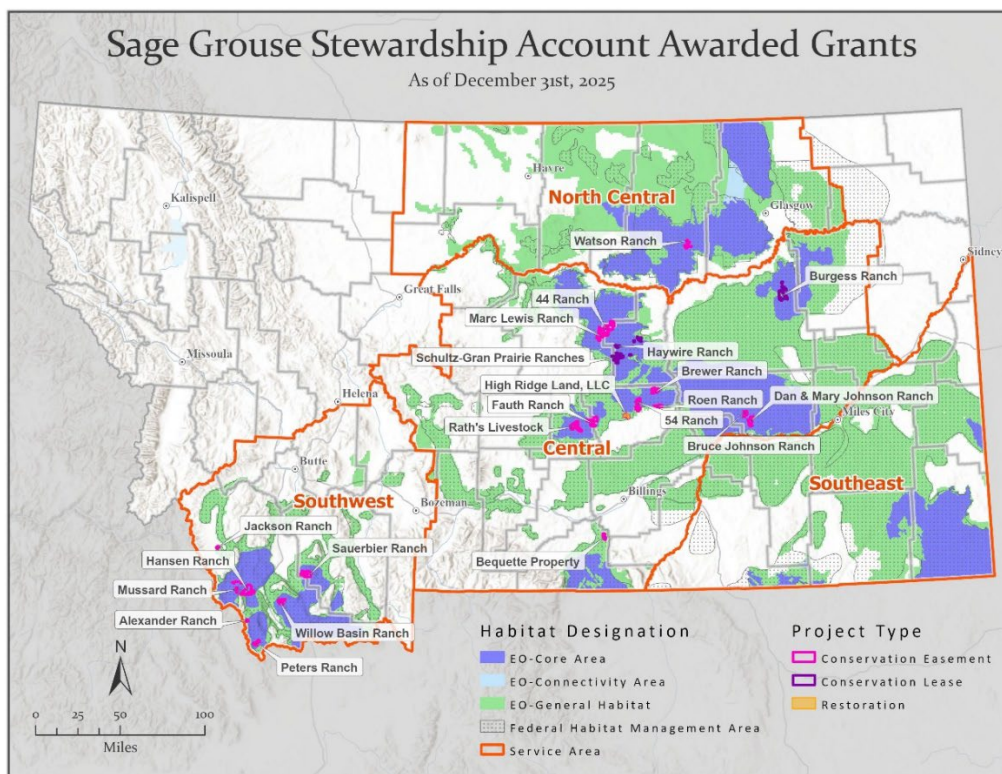 Sage Grouse Stewardship Account Awarded Grants
As of December 31st, 2025
Kalispell
Havre
North Central
Glasgow
Watson Ranch
Sidney
Burgess Ranch
Great Falls
44 Ranch
Marc Lewis Ranch
Missoula
Haywire Ranch
Schultz-Gran Prairie Ranches
Brewer Ranch
High Ridge Land, LLC
Helena
Roen Ranch
Dan & Mary Johnson Ranch
Fauth Ranch
54 Ranch
Miles City
Rath's Livestock
Central
Bruce Johnson Ranch
Butte
Southeast
Southwest
Bozeman
Billings
Jackson Ranch
Sauerbier Ranch
Hansen Ranch
Bequette Property
Mussard Ranch
Alexander Ranch
Willow Basin Ranch
Peters Ranch
N
0 25 50 100
Miles
Habitat Designation
EO-Core Area
EO-Connectivity Area
EO-General Habitat
Federal Habitat Management Area
Service Area
Project Type
Conservation Easement
Conservation Lease
Restoration